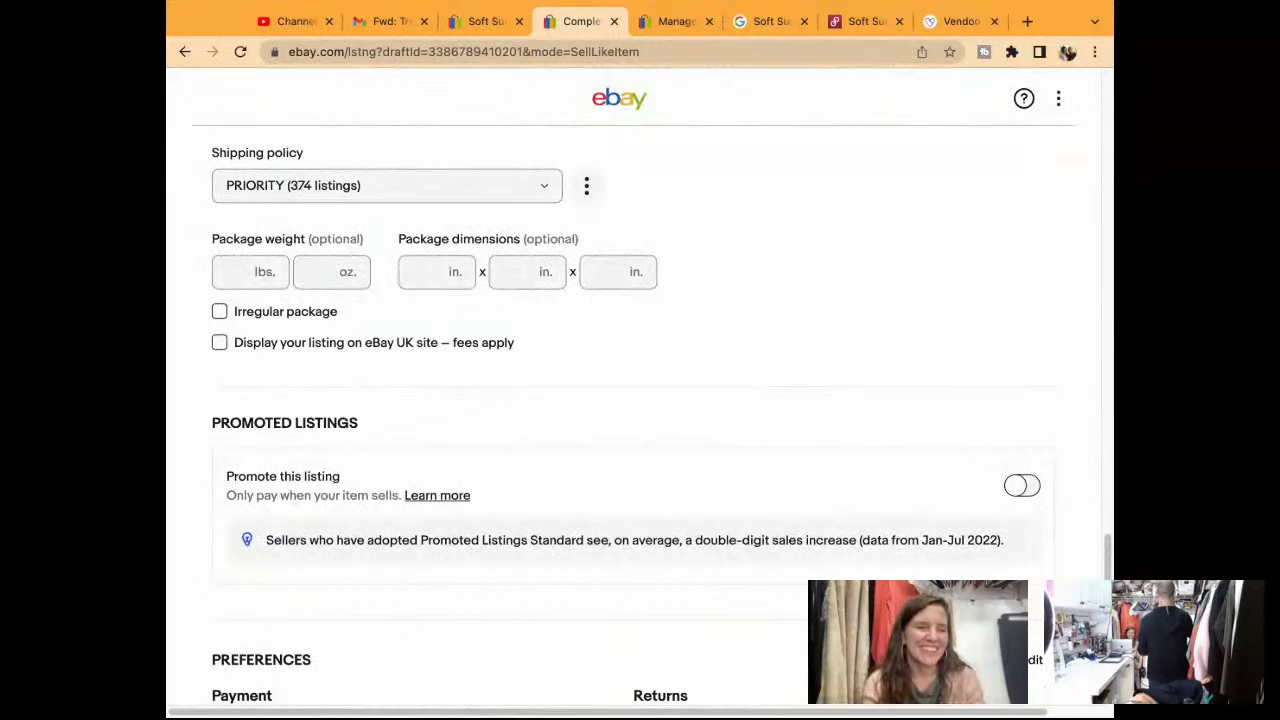 Channel
Fwd: Tre
Soft Su
Comple
Manage
Soft Su
Soft Su
Vendoo
ebay.com/lstng?draftId=3386789410201&mode=SellLikeItem
ebay
Shipping policy
PRIORITY (374 listings)
Package weight (optional) Package dimensions (optional)
lbs. oz. in. x in. x in.
Irregular package
Display your listing on eBay UK site – fees apply
PROMOTED LISTINGS
Promote this listing
Only pay when your item sells. Learn more
Sellers who have adopted Promoted Listings Standard see, on average, a double-digit sales increase (data from Jan-Jul 2022).
PREFERENCES
dit
Payment
Returns